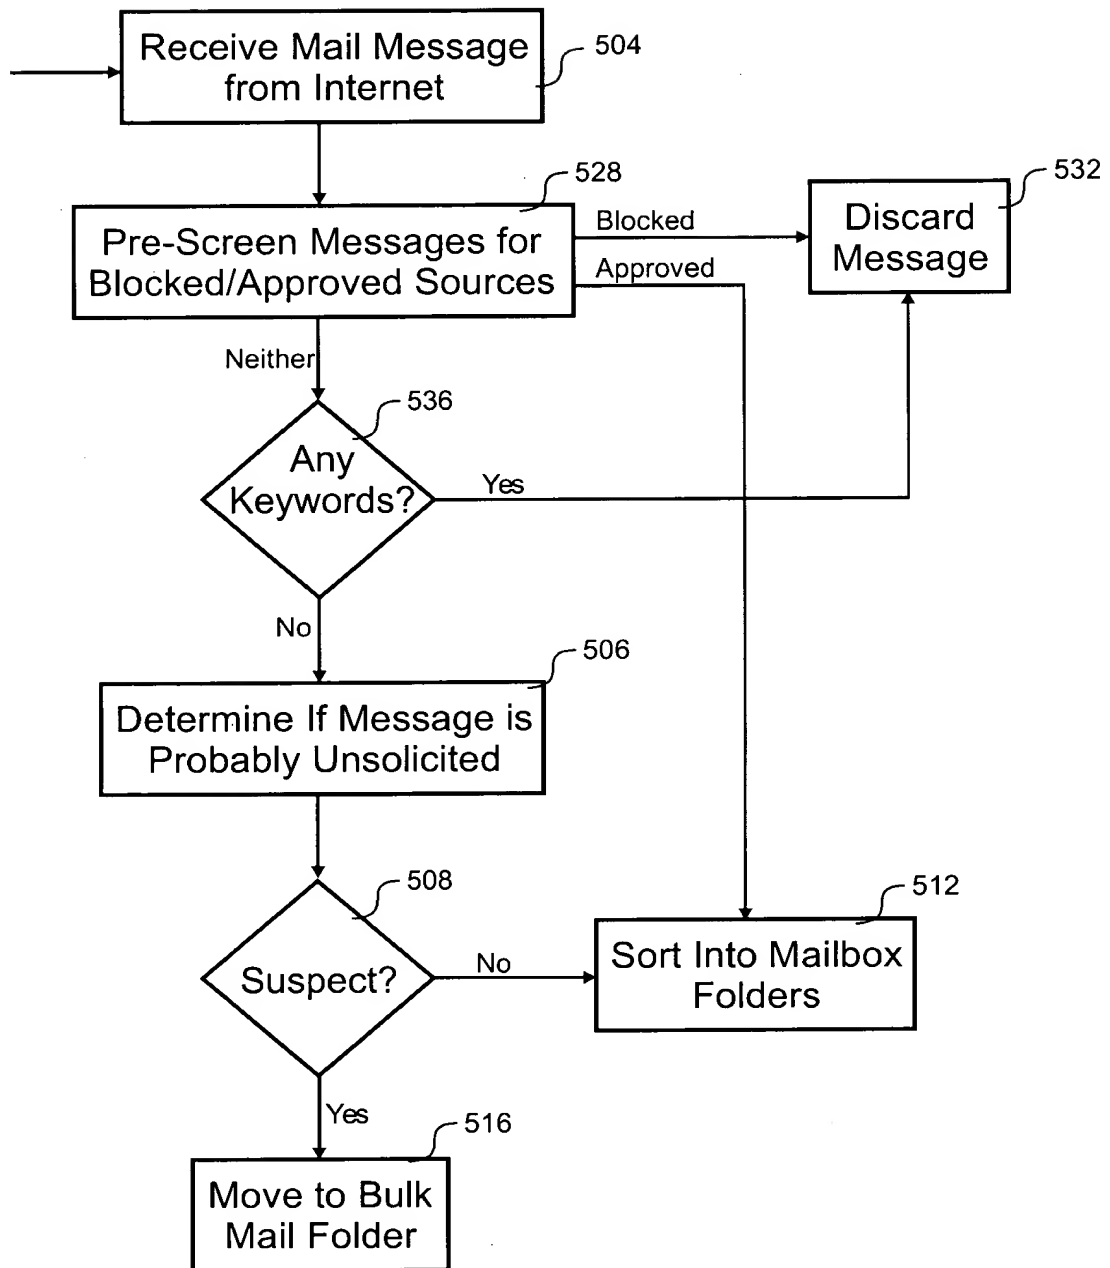 Receive Mail Message
from Internet
504
528
Pre-Screen Messages for
Blocked/Approved Sources
Blocked
Approved
532
Discard
Message
Neither
536
Any
Keywords?
Yes
No
506
Determine If Message is
Probably Unsolicited
508
Suspect?
No
512
Sort Into Mailbox
Folders
Yes
516
Move to Bulk
Mail Folder